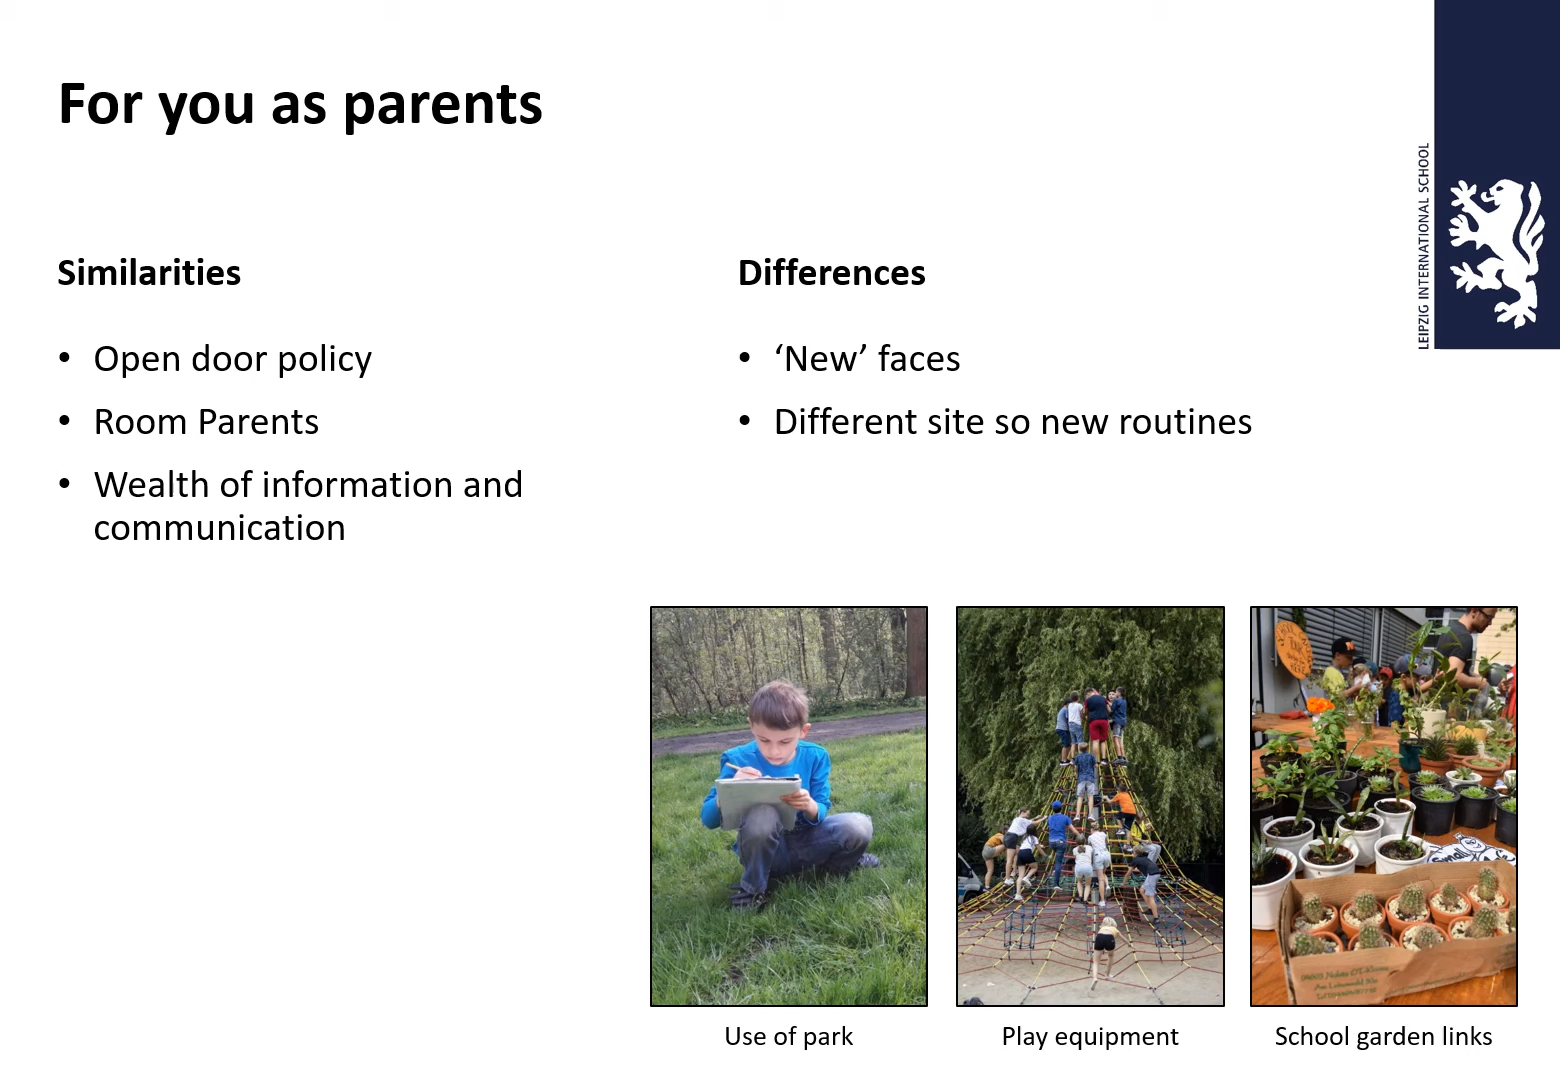 For you as parents
LEIPZIG INTERNATIONAL SCHOOL
Similarities
• Open door policy
• Room Parents
• Wealth of information and
communication
Differences
• ‘New’ faces
• Different site so new routines
Use of park
Play equipment
School garden links